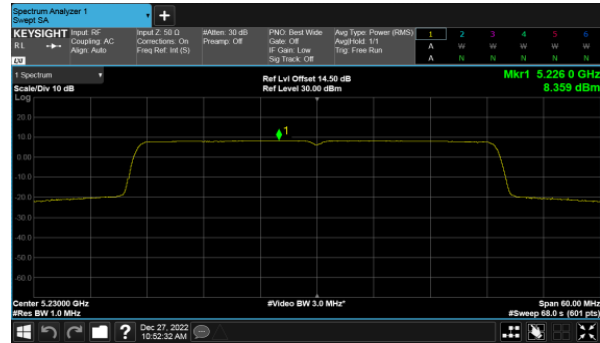 Spectrum Analyzer 1
Swept SA
+
KEYSIGHT
RL
Input: RF
Coupling: AC
Align: Auto
Input Z: 50 Ω
Corrections: On
Freq Ref: Int (S)
#Atten: 30 dB
Preamp: Off
PNO: Best Wide
Gate: Off
IF Gain: Low
Sig Track: Off
Avg Type: Power (RMS)
Avg|Hold: 1/1
Trig: Free Run
1 2 3 4 5 6
A W W W W W
A N N N N N
LXI
1 Spectrum
Scale/Div 10 dB
Log
Ref Lvl Offset 14.50 dB
Ref Level 30.00 dBm
Mkr1 5.226 0 GHz
8.359 dBm
1
20.0
10.0
0.00
-10.0
-20.0
-30.0
-40.0
-50.0
-60.0
Center 5.23000 GHz
#Res BW 1.0 MHz
#Video BW 3.0 MHz*
Span 60.00 MHz
#Sweep 68.0 s (601 pts)
?
Dec 27, 2022
10:52:32 AM